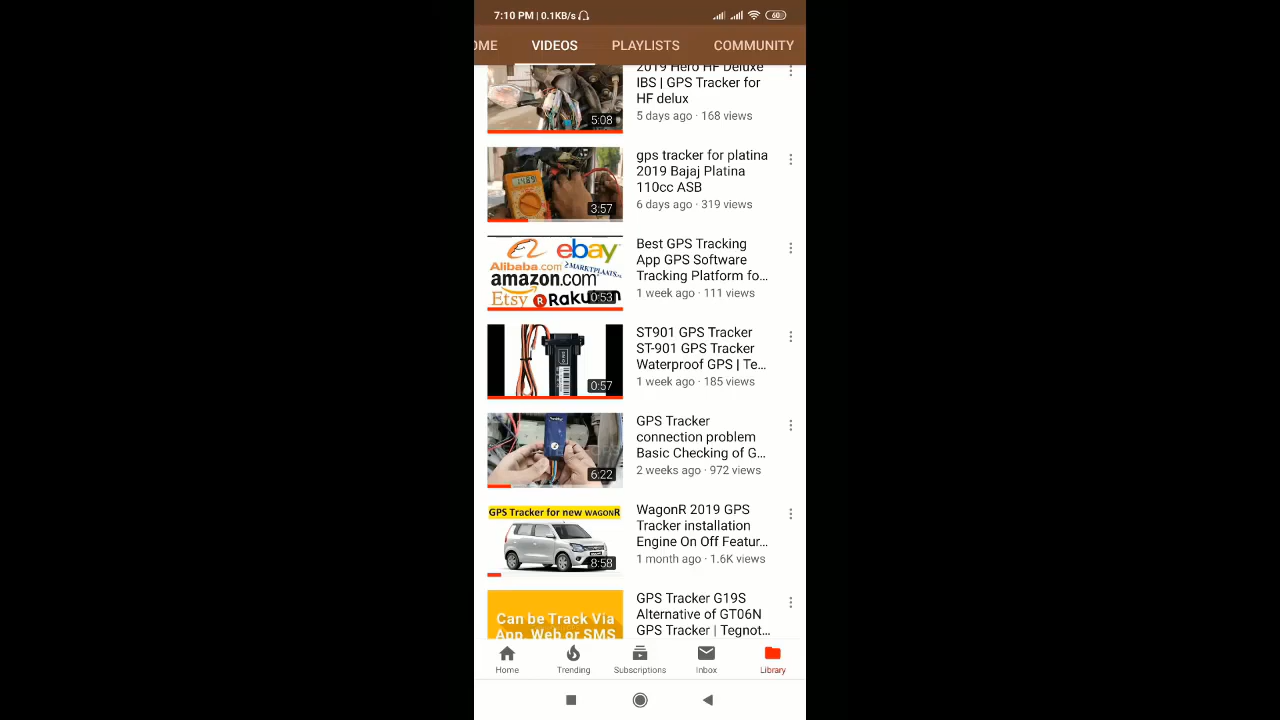 7:10 PM | 0.1KB/s
60
OME VIDEOS PLAYLISTS COMMUNITY
2019 Hero HF Deluxe
IBS | GPS Tracker for
HF delux
5 days ago · 168 views
5:08
gps tracker for platina
2019 Bajaj Platina
110cc ASB
6 days ago · 319 views
3:57
Alibaba.com
ebay
amazon.com
Etsy
Rakuten
0:53
Best GPS Tracking
App GPS Software
Tracking Platform fo...
1 week ago · 111 views
ST901 GPS Tracker
ST-901 GPS Tracker
Waterproof GPS | Te...
1 week ago · 185 views
0:57
GPS Tracker
connection problem
Basic Checking of G...
2 weeks ago · 972 views
6:22
GPS Tracker for new WAGONR
8:58
WagonR 2019 GPS
Tracker installation
Engine On Off Featur...
1 month ago · 1.6K views
Can be Track Via
App, Web or SMS
GPS Tracker G19S
Alternative of GT06N
GPS Tracker | Tegnot...
Home Trending Subscriptions Inbox Library